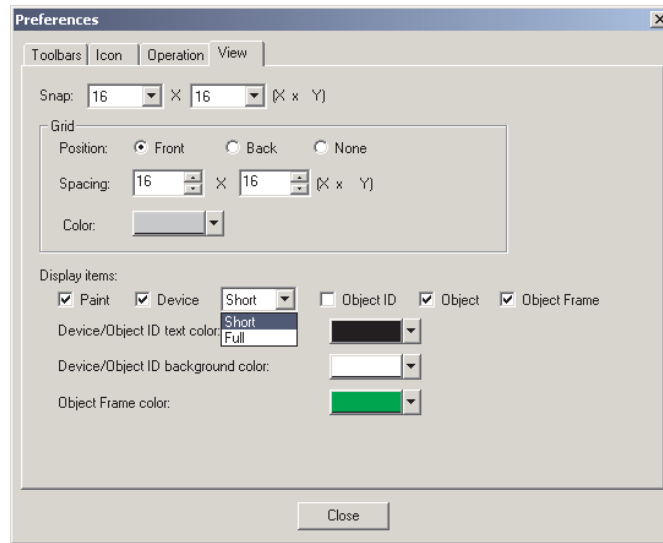 Preferences
Toolbars Icon Operation View
Snap: 16 X 16 (X x Y)
Grid
Position: Front Back None
Spacing: 16 X 16 (X x Y)
Color:
Display items:
Paint Device Short Object ID Object Object Frame
Short
Device/Object ID text color:
Full
Device/Object ID background color:
Object Frame color:
Close